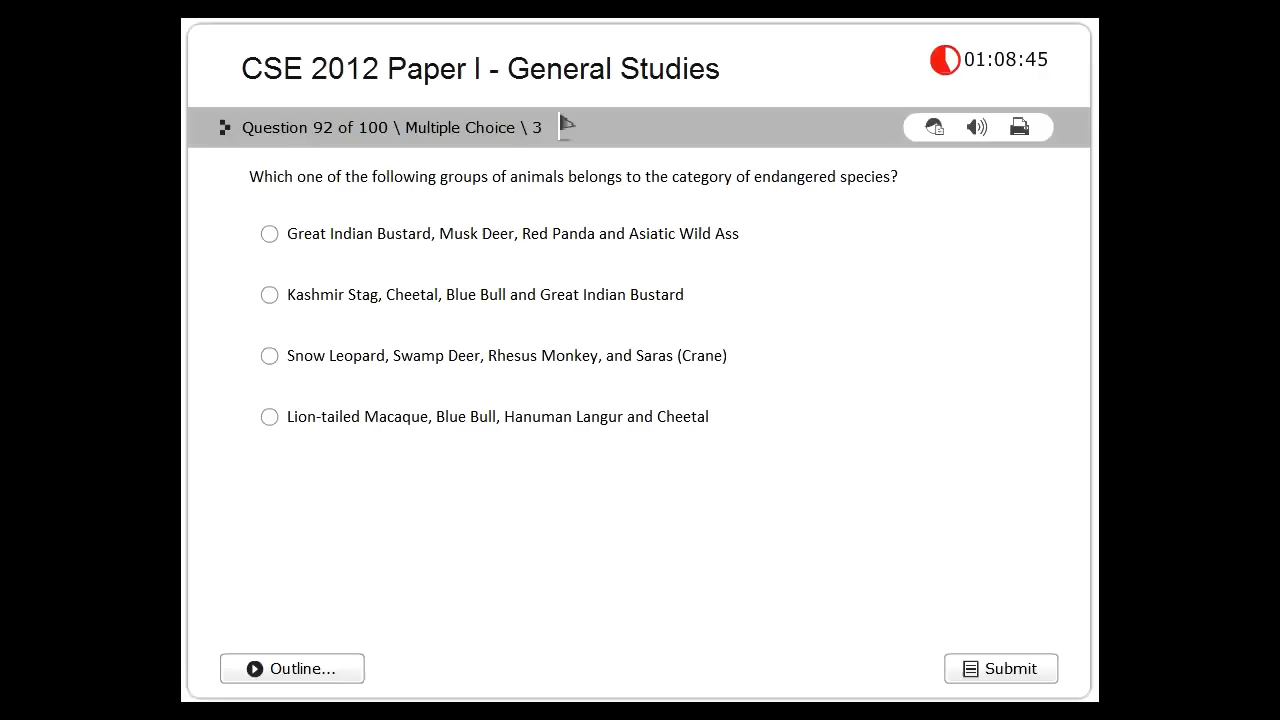 CSE 2012 Paper I - General Studies
01:08:45
Question 92 of 100 \ Multiple Choice \ 3
Which one of the following groups of animals belongs to the category of endangered species?
Great Indian Bustard, Musk Deer, Red Panda and Asiatic Wild Ass
Kashmir Stag, Cheetal, Blue Bull and Great Indian Bustard
Snow Leopard, Swamp Deer, Rhesus Monkey, and Saras (Crane)
Lion-tailed Macaque, Blue Bull, Hanuman Langur and Cheetal
Outline...
Submit